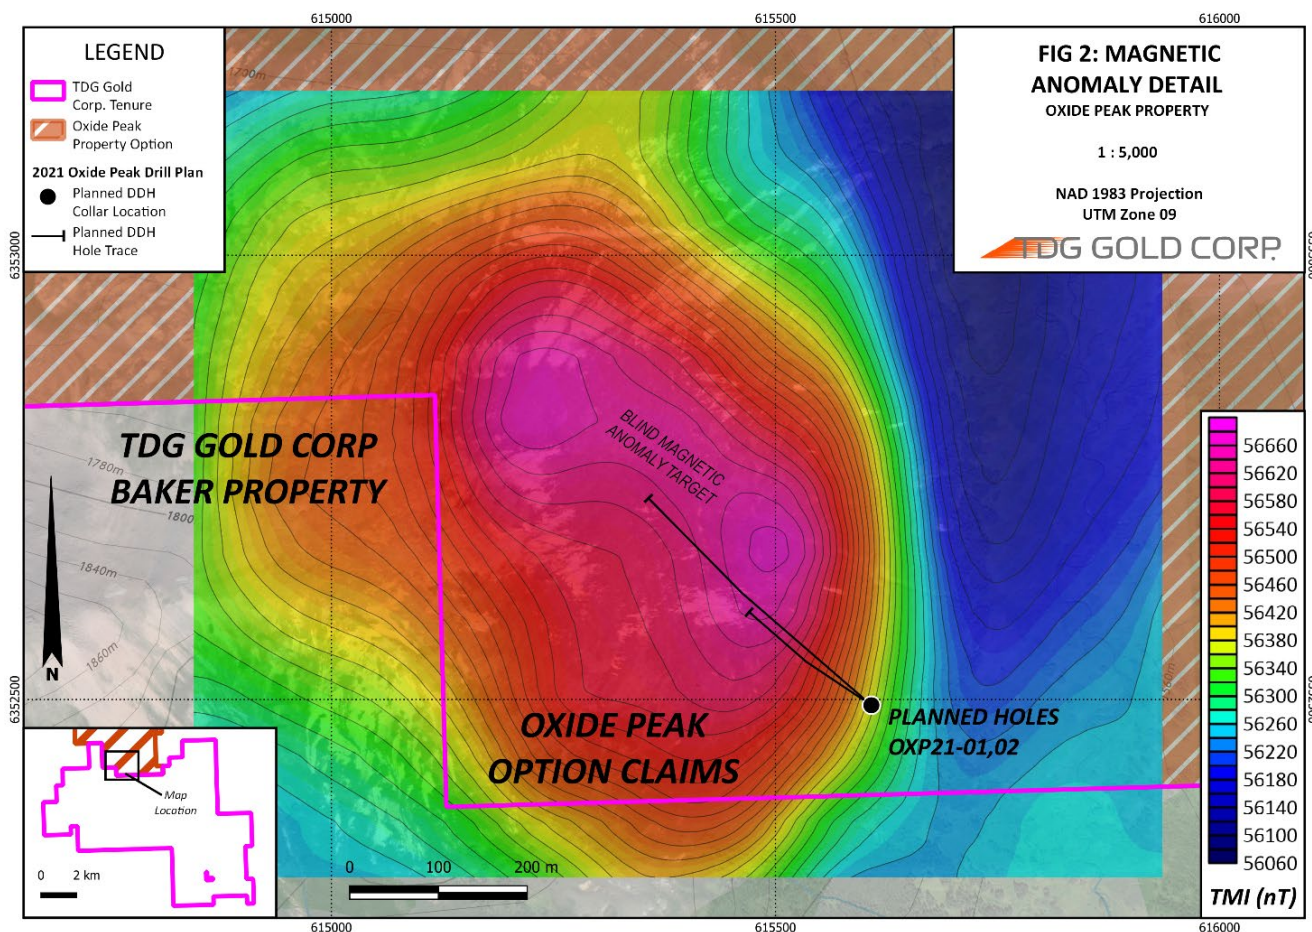 615000
615500
616000
LEGEND
TDG Gold
Corp. Tenure
Oxide Peak
Property Option
2021 Oxide Peak Drill Plan
Planned DDH
Collar Location
Planned DDH
Hole Trace
FIG 2: MAGNETIC
ANOMALY DETAIL
OXIDE PEAK PROPERTY
1 : 5,000
NAD 1983 Projection
UTM Zone 09
TDG GOLD CORP.
1700m
6353000
BLIND MAGNETIC
ANOMALY TARGET
TDG GOLD CORP
BAKER PROPERTY
1780m
1800
1840m
1860m
N
6352500
OXIDE PEAK
OPTION CLAIMS
PLANNED HOLES
OXP21-01,02
56660
56620
56580
56540
56500
56460
56420
56380
56340
56300
56260
56220
56180
56140
56100
56060
TMI (nT)
Map
Location
0 2 km
0 100 200 m
615000
615500
616000